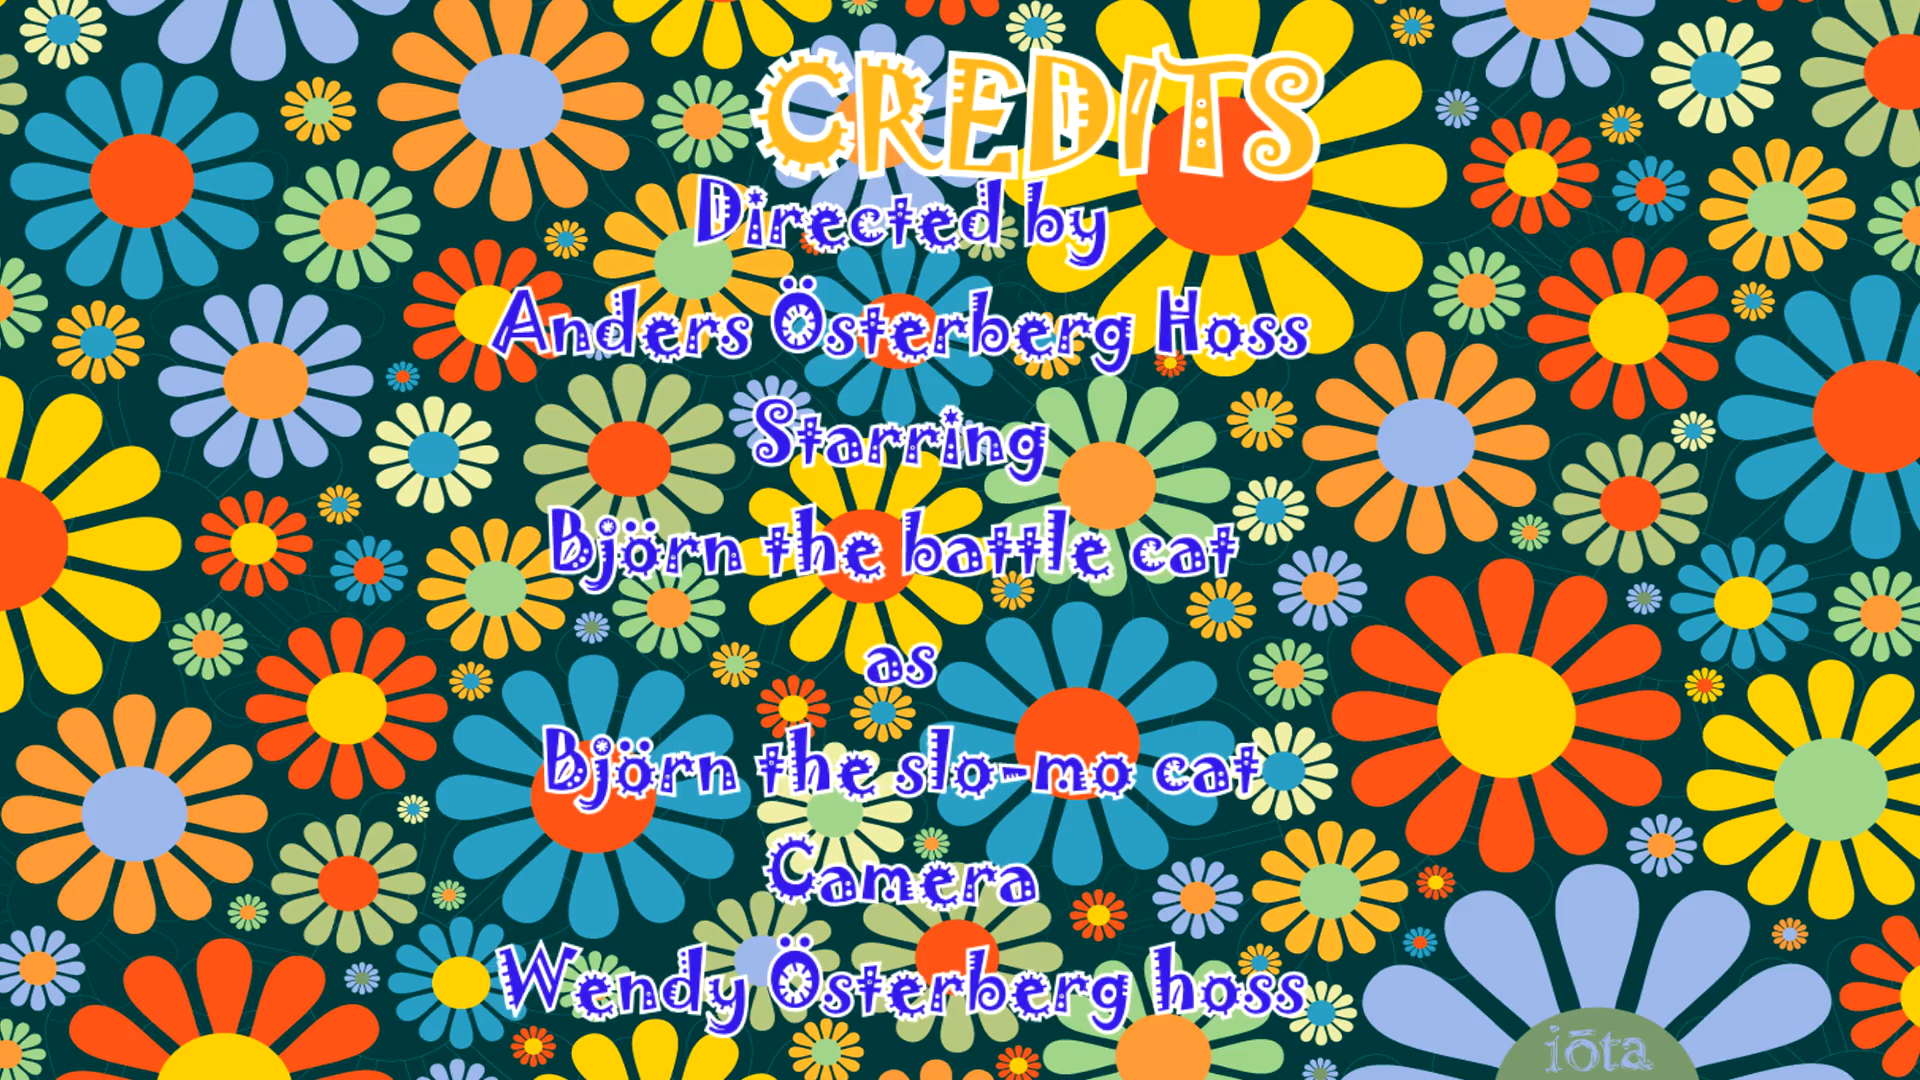 CREDITS
Directed by
Anders Österberg Hoss
Starring
Björn the battle cat
as
Björn the slo-mo cat
Camera
Wendy Österberg hoss
iōta